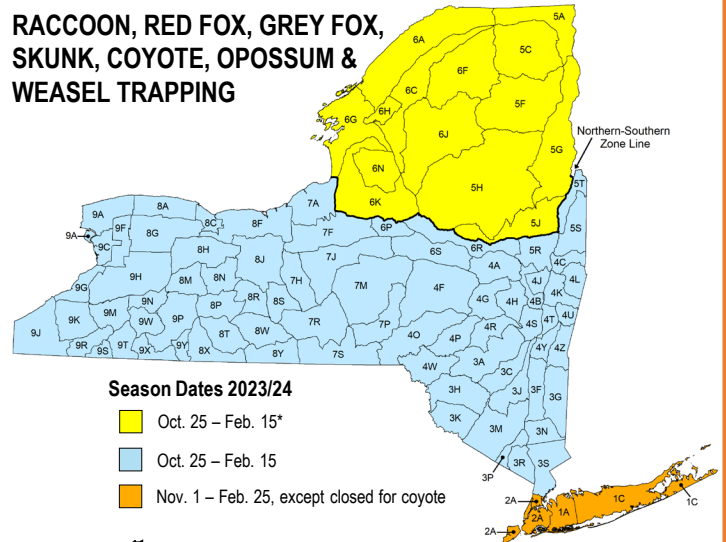 RACCOON, RED FOX, GREY FOX,
SKUNK, COYOTE, OPOSSUM &
WEASEL TRAPPING
5A
6A
5C
6F
6C
5F
6H
6G
6J
Northern-Southern
Zone Line
5G
6N
5H
5T
6K
7A
8A
9A
5J
5S
8C
8F
6P
9F
9A
8G
7F
9C
6R
5R
8H
6S
7J
8J
4C
4A
9H
8N
7H
4L
8M
4J
9G
7M
4F
4K
8R
4G
4H
4B
9N
8S
8P
9M
4U
9K
9P
9W
7R
4S
4T
7P
4R
9J
8T
8W
4O
4P
9R
9T
9Y
4Y
4Z
9S
9X
8X
8Y
7S
3A
4W
3C
Season Dates 2023/24
3H
3J
3F
3G
Oct. 25 – Feb. 15*
3K
3M
3N
Oct. 25 – Feb. 15
3R
3S
3P
Nov. 1 – Feb. 25, except closed for coyote
2A
1C
1C
1A
2A
2A